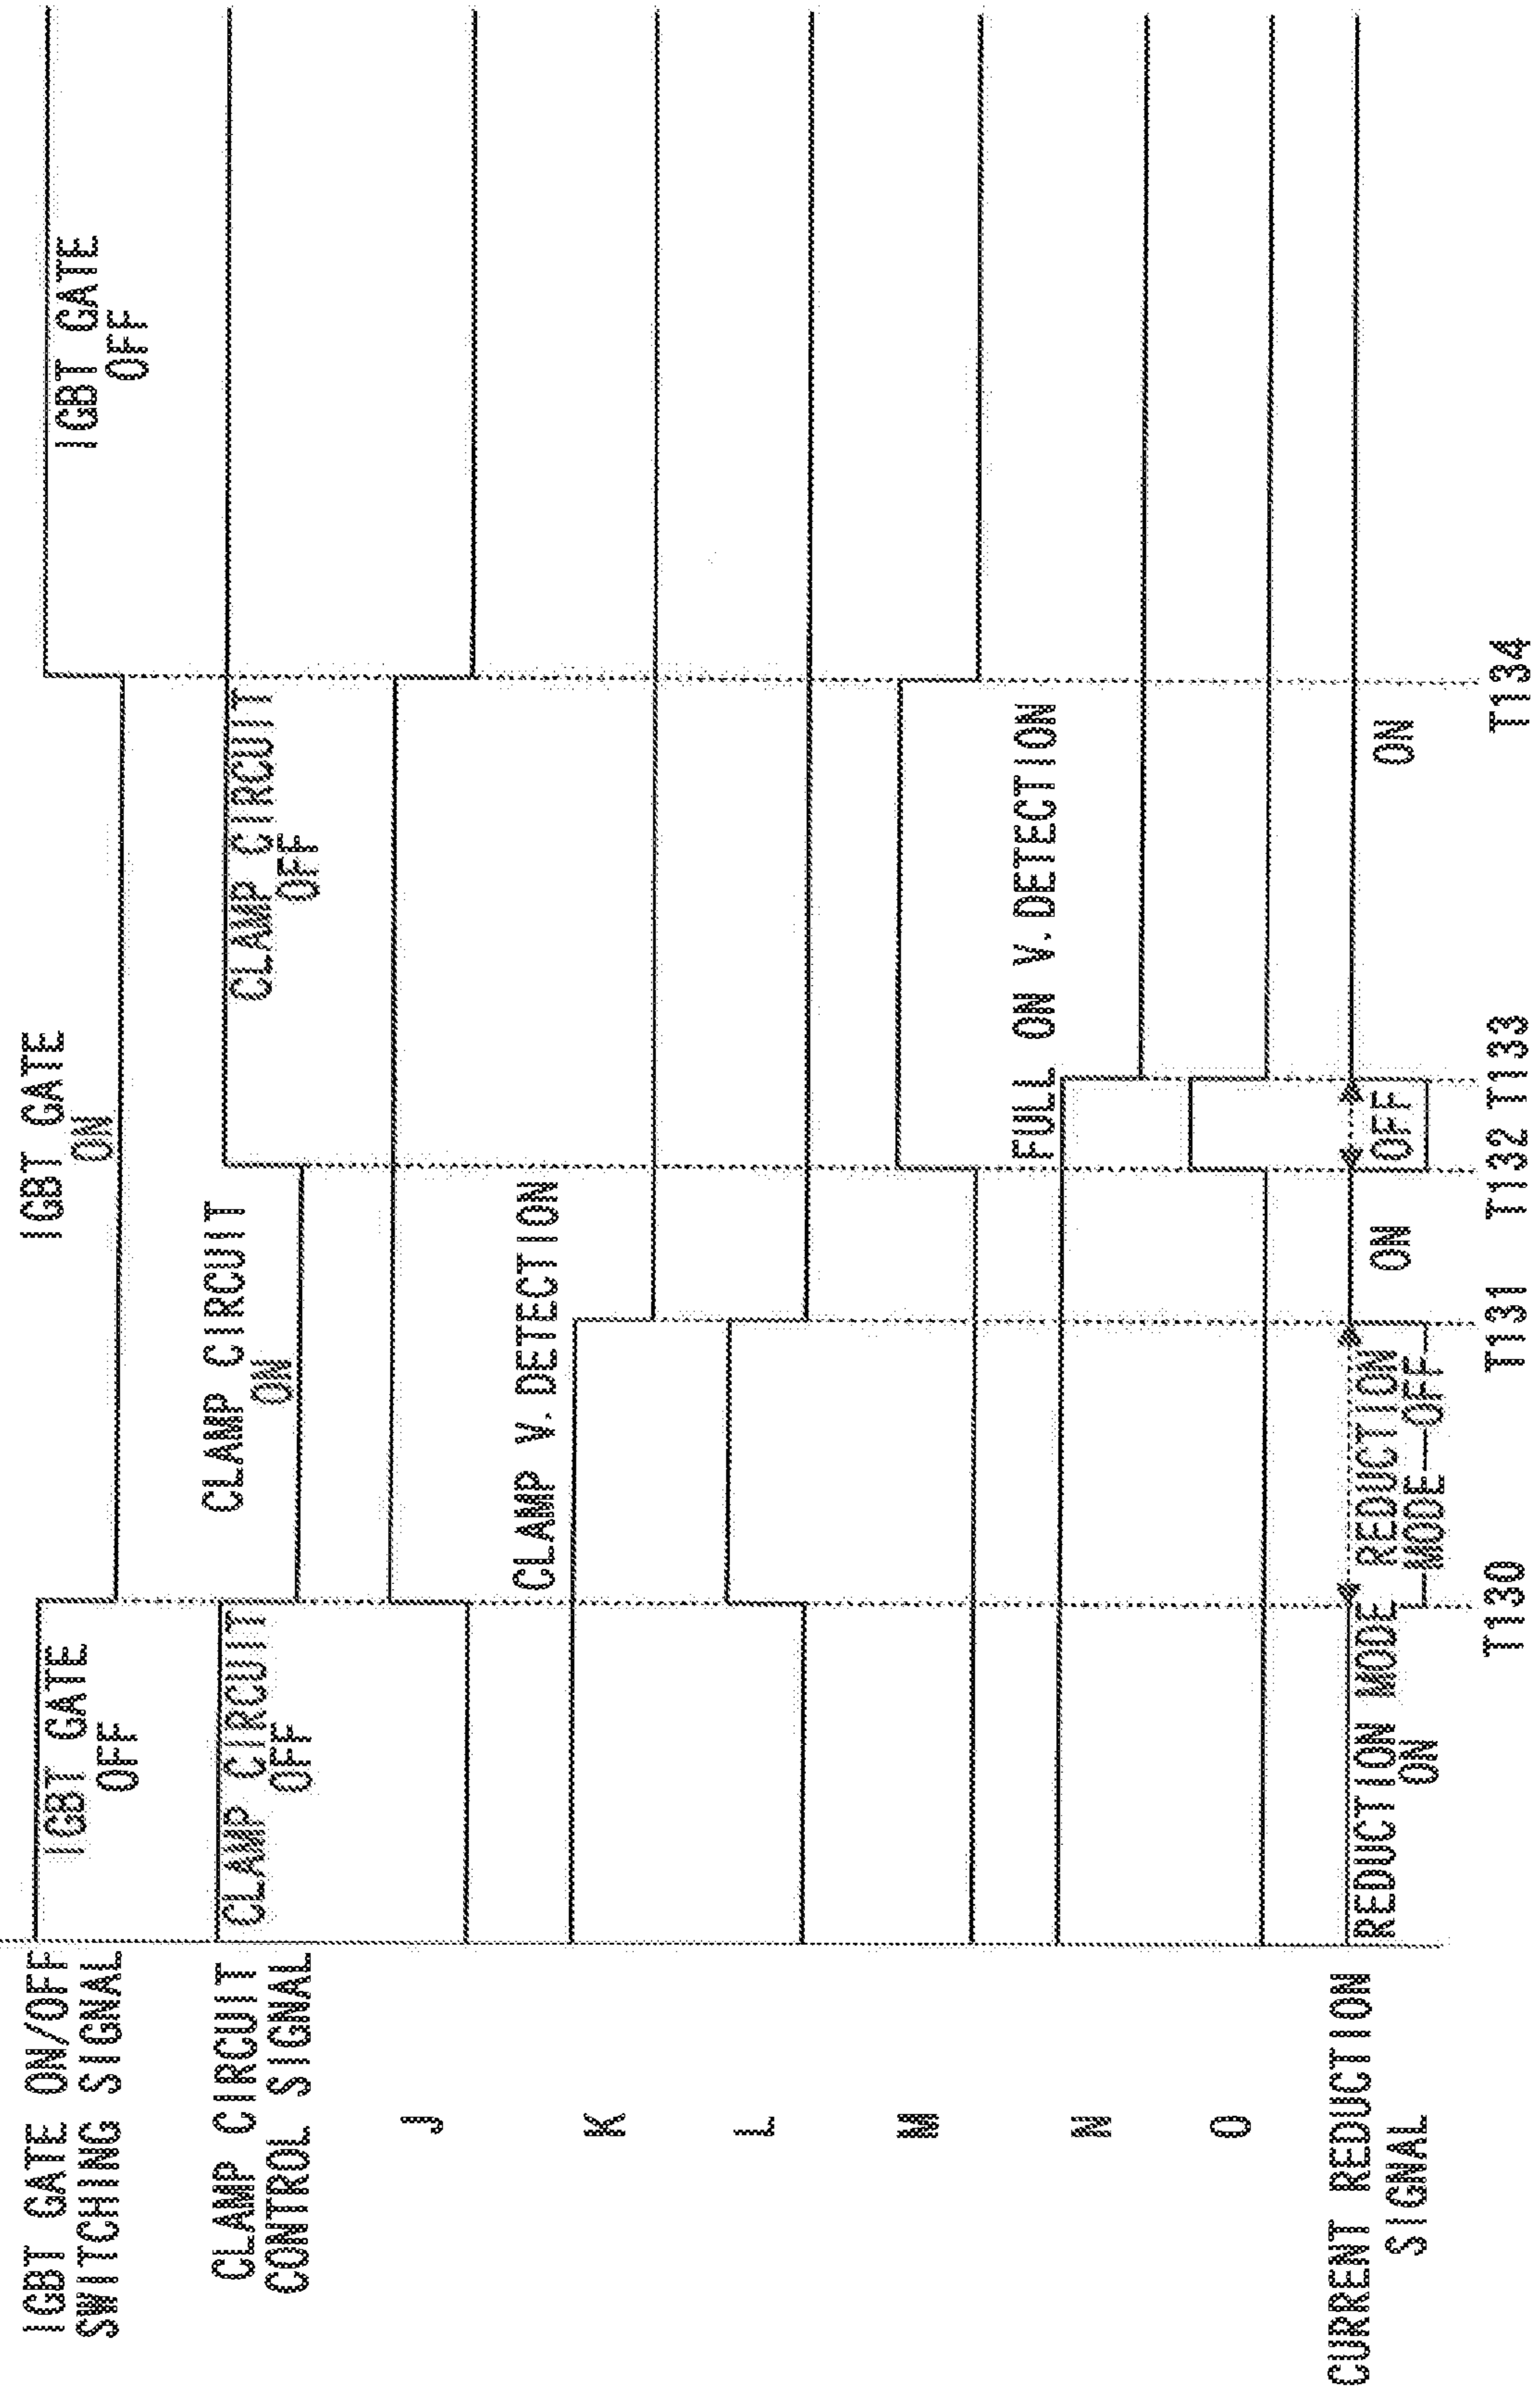 IGBT GATE ON/OFF
SWITCHING SIGNAL
IGBT GATE
OFF
IGBT GATE
ON
IGBT GATE
OFF
CLAMP CIRCUIT
CONTROL SIGNAL
CLAMP CIRCUIT
OFF
CLAMP CIRCUIT
ON
CLAMP CIRCUIT
OFF
J
K
CLAMP V. DETECTION
L
M
N
FULL ON V. DETECTION
O
CURRENT REDUCTION
SIGNAL
REDUCTION MODE
ON
REDUCTION
MODE OFF
ON
OFF
ON
T130
T131
T132
T133
T134